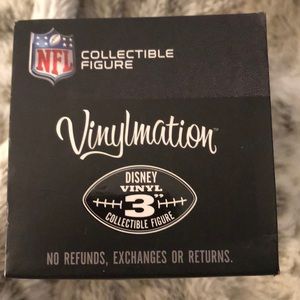 NFL
COLLECTIBLE
FIGURE
Vinylmation
DISNEY
VINYL
3"
COLLECTIBLE FIGURE
NO REFUNDS, EXCHANGES OR RETURNS.